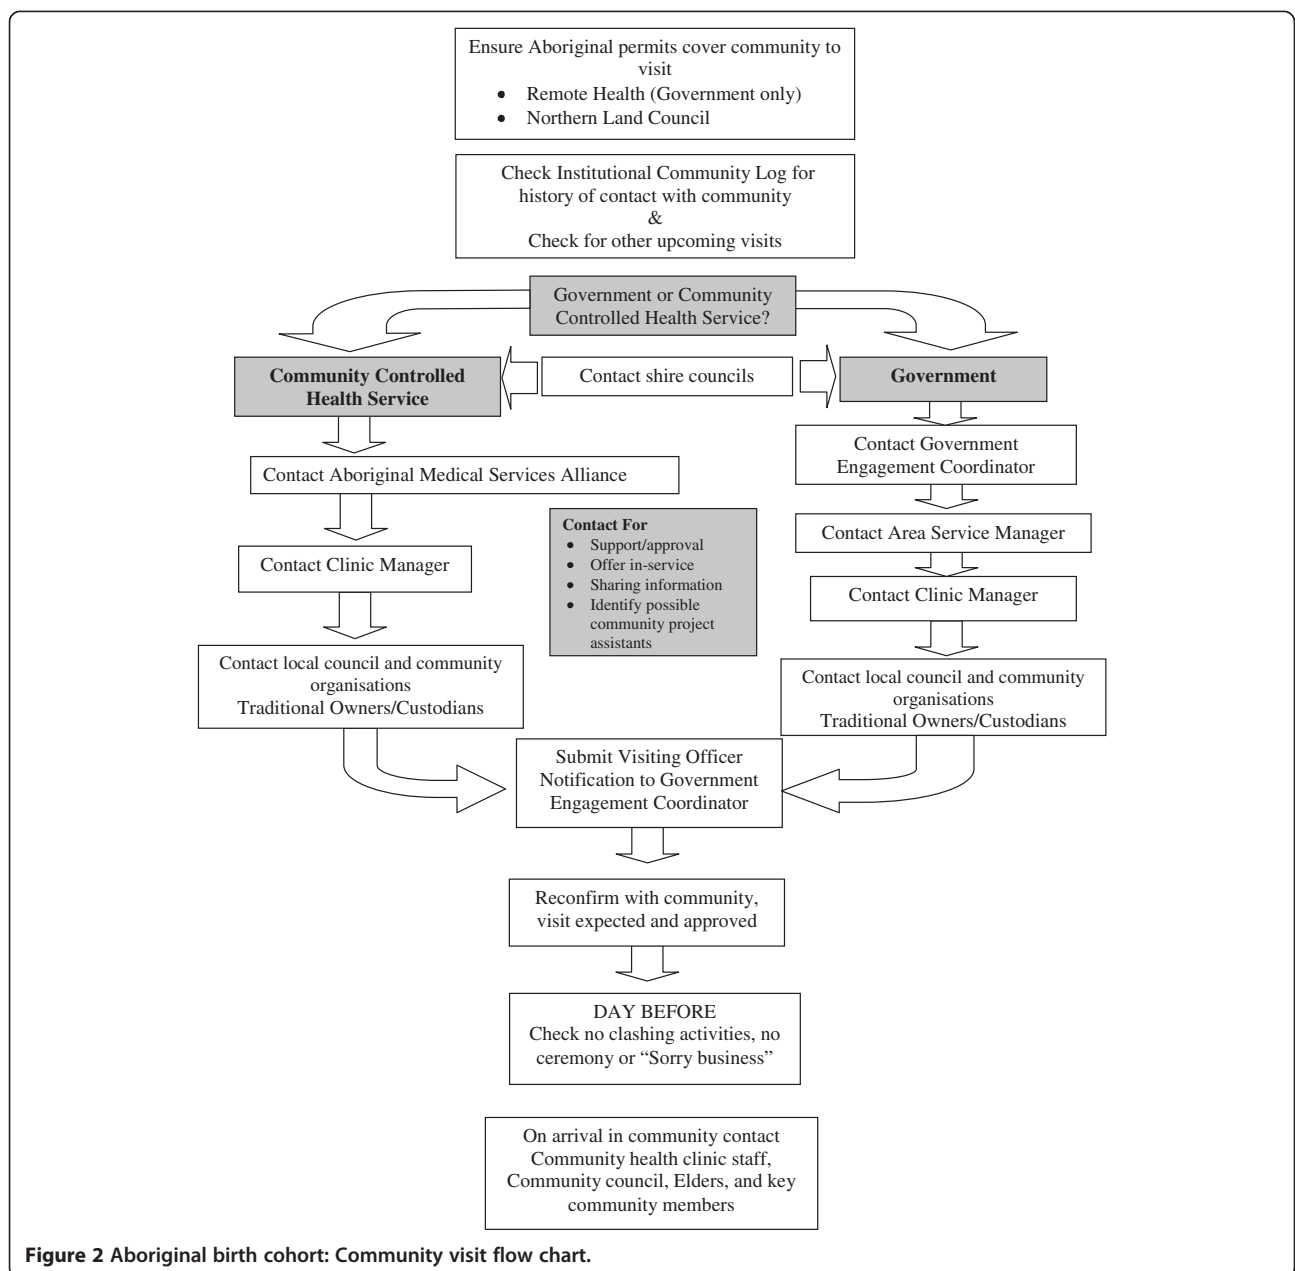 Ensure Aboriginal permits cover community to
visit
• Remote Health (Government only)
• Northern Land Council
Check Institutional Community Log for
history of contact with community
&
Check for other upcoming visits
Government or Community
Controlled Health Service?
Community Controlled
Health Service
Contact shire councils
Government
Contact Government
Engagement Coordinator
Contact Aboriginal Medical Services Alliance
Contact For
• Support/approval
• Offer in-service
• Sharing information
• Identify possible
community project
assistants
Contact Area Service Manager
Contact Clinic Manager
Contact Clinic Manager
Contact local council and community
organisations
Traditional Owners/Custodians
Contact local council and community
organisations
Traditional Owners/Custodians
Submit Visiting Officer
Notification to Government
Engagement Coordinator
Reconfirm with community,
visit expected and approved
DAY BEFORE
Check no clashing activities, no
ceremony or “Sorry business”
On arrival in community contact
Community health clinic staff,
Community council, Elders, and key
community members
Figure 2 Aboriginal birth cohort: Community visit flow chart.